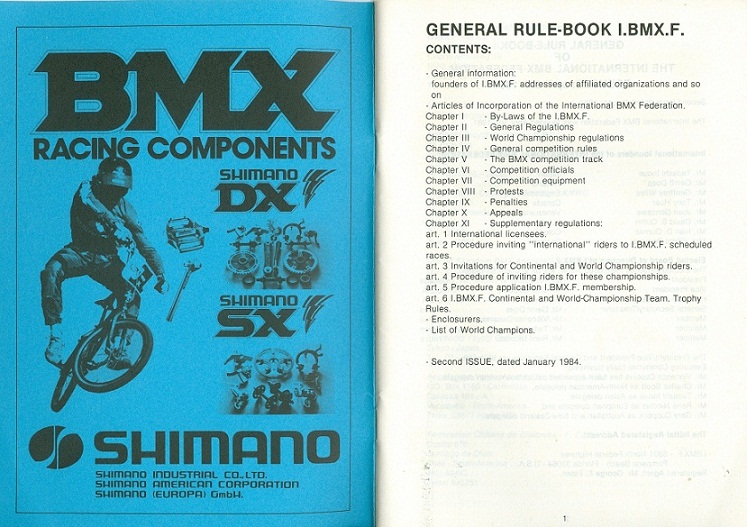 BMX
RACING COMPONENTS
SHIMANO
DX
SHIMANO
SX
SHIMANO
SHIMANO INDUSTRIAL CO., LTD.
SHIMANO AMERICAN CORPORATION
SHIMANO (EUROPA) GmbH.
GENERAL RULE-BOOK I.BMX.F.
CONTENTS:
- General information:
founders of I.BMX.F. addresses of affiliated organizations and so
on
- Articles of Incorporation of the International BMX Federation.
Chapter I - By-Laws of the I.BMX.F.
Chapter II - General Regulations
Chapter III - World Championship regulations
Chapter IV - General competition rules
Chapter V - The BMX competition track
Chapter VI - Competition officials
Chapter VII - Competition equipment
Chapter VIII - Protests
Chapter IX - Penalties
Chapter X - Appeals
Chapter XI - Supplementary regulations:
art. 1 International licensees.
art. 2 Procedure inviting "International" riders to I.BMX.F. scheduled
races.
art. 3 Invitations for Continental and World Championship riders.
art. 4 Procedure of inviting riders for these championships.
art. 5 Procedure application I.BMX.F. membership.
art. 6 I.BMX.F. Continental and World-Championship Team. Trophy
Rules.
- Enclosurers.
- List of World Champions.
- Second ISSUE, dated January 1984.
1